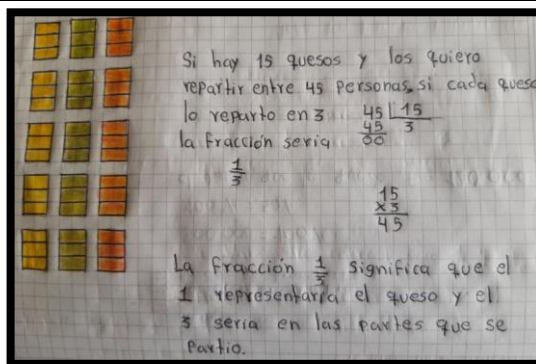 Si hay 15 quesos y los quiero
repartir entre 45 personas, si cada queso
lo reparto en 3 45 15
la fracción seria 45 3
00
1
3
15
x3
45
La fracción 1/3 significa que el
1 representaría el queso y el
3 seria en las partes que se
partio.